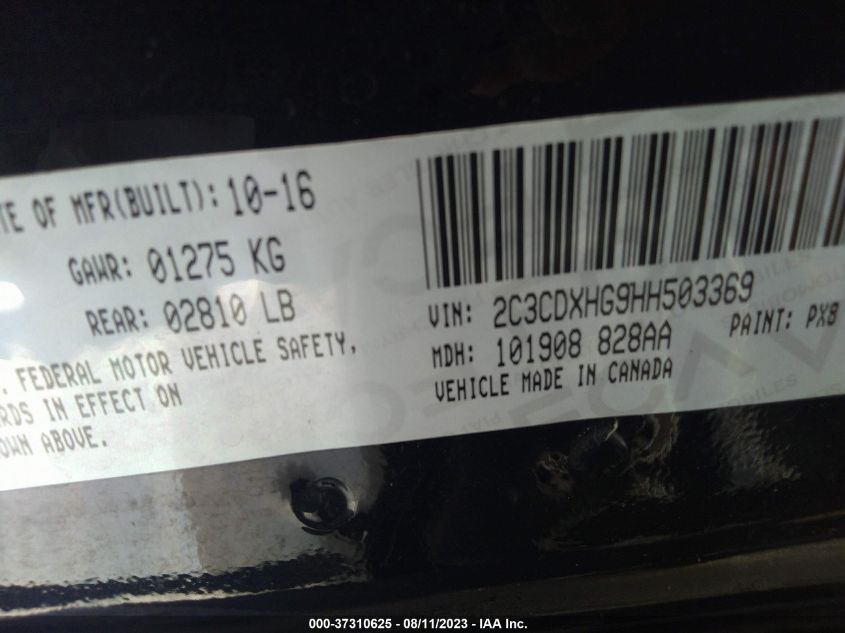 TE OF MFR(BUILT): 10-16
GAWR: 01275 KG
REAR: 02810 LB
. FEDERAL MOTOR VEHICLE SAFETY,
RDS IN EFFECT ON
OWN ABOVE.
VIN: 2C3CDXHG9HH503369
MDH: 101908 828AA
PAINT: PX8
VEHICLE MADE IN CANADA
000-37310625 - 08/11/2023 - IAA Inc.